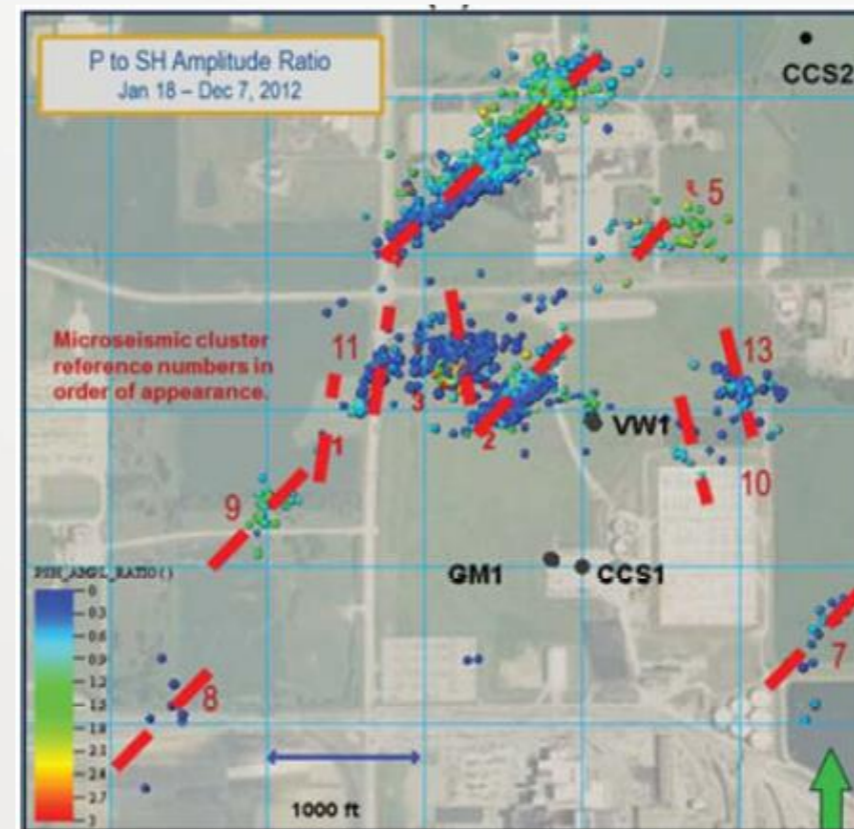 P to SH Amplitude Ratio
Jan 18 – Dec 7, 2012
CCS2
5
Microseismic cluster
reference numbers in
order of appearance.
11
13
3
2
VW1
1
10
9
GM1
CCS1
PSH_AMPL_RATIO()
0
0.3
0.6
0.9
1.2
1.5
1.8
2.1
2.4
2.7
3
7
8
1000 ft